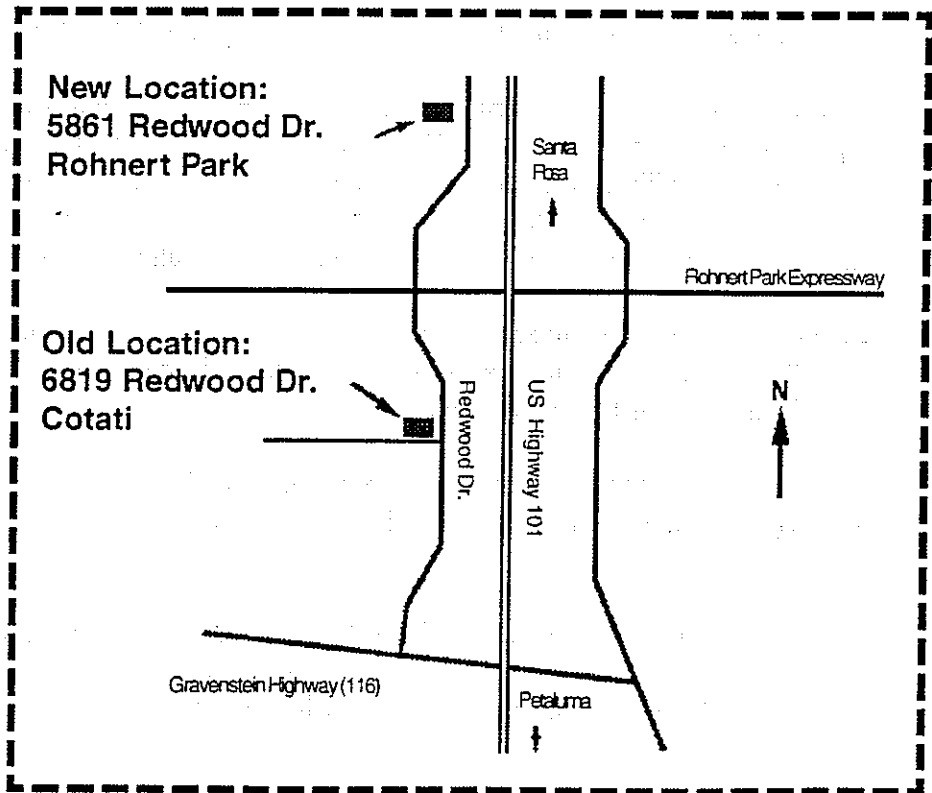 New Location:
5861 Redwood Dr.
Rohnert Park
Santa
Rosa
Rohnert Park Expressway
Old Location:
6819 Redwood Dr.
Cotati
Redwood Dr.
US Highway 101
N
Gravenstein Highway (116)
Petaluma